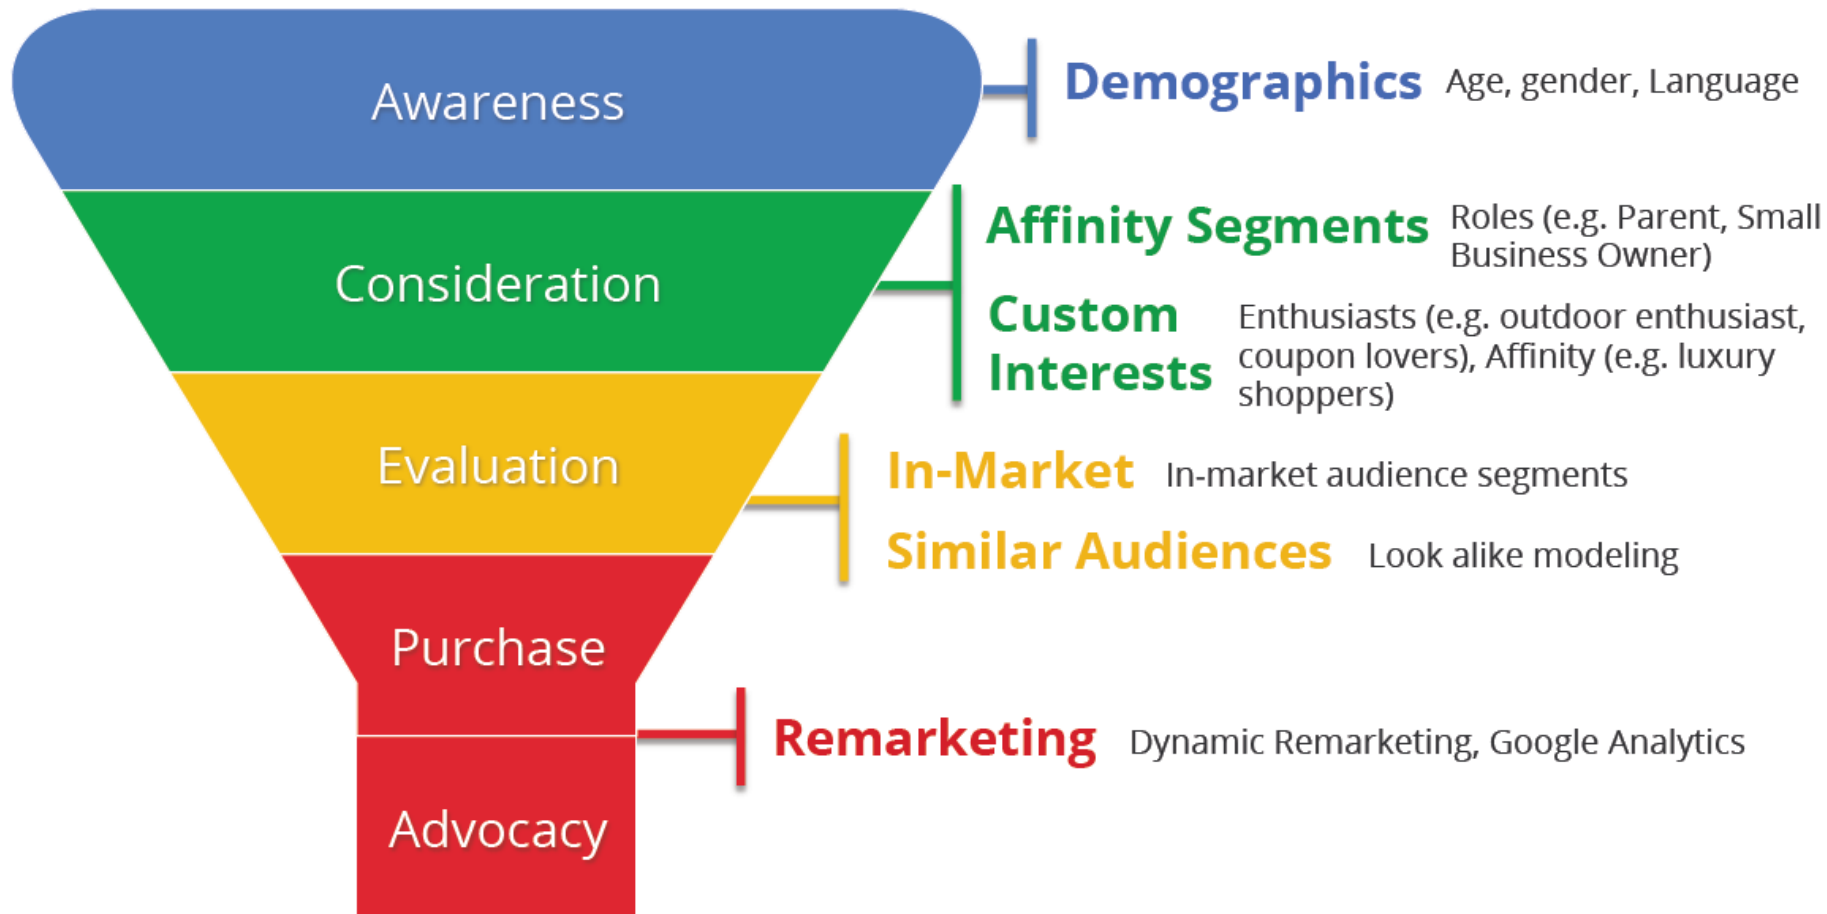 Awareness
Demographics Age, gender, Language
Consideration
Affinity Segments Roles (e.g. Parent, Small
Business Owner)
Custom
Interests
Enthusiasts (e.g. outdoor enthusiast,
coupon lovers), Affinity (e.g. luxury
shoppers)
Evaluation
In-Market In-market audience segments
Similar Audiences Look alike modeling
Purchase
Remarketing Dynamic Remarketing, Google Analytics
Advocacy